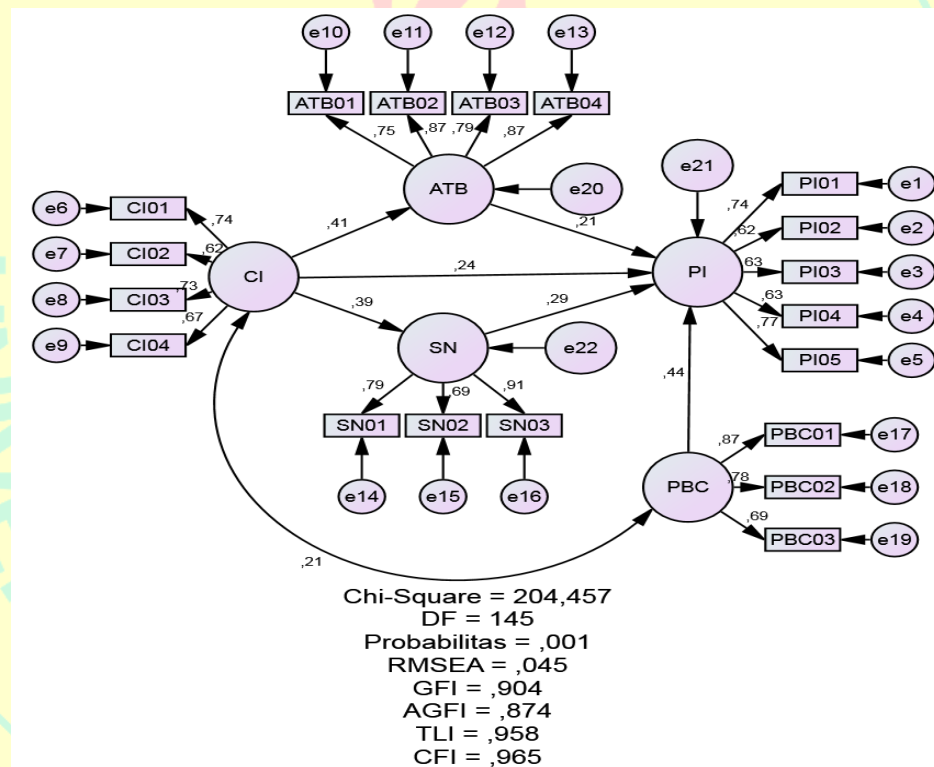 e10 e11 e12 e13
ATB01 ATB02 ATB03 ATB04
,75 ,87 ,79 ,87
ATB e20 e21
e6 CI01 ,74
e7 CI02 ,62
e8 CI03 ,73
e9 CI04 ,67
CI ,41 ,24 ,39
,21 ,29 PI
,74 PI01 e1
,62 PI02 e2
,63 PI03 e3
,63 PI04 e4
,77 PI05 e5
SN e22 ,44
,79 ,69 ,91
SN01 SN02 SN03
e14 e15 e16
PBC
,87 PBC01 e17
,78 PBC02 e18
,69 PBC03 e19
,21
Chi-Square = 204,457
DF = 145
Probabilitas = ,001
RMSEA = ,045
GFI = ,904
AGFI = ,874
TLI = ,958
CFI = ,965